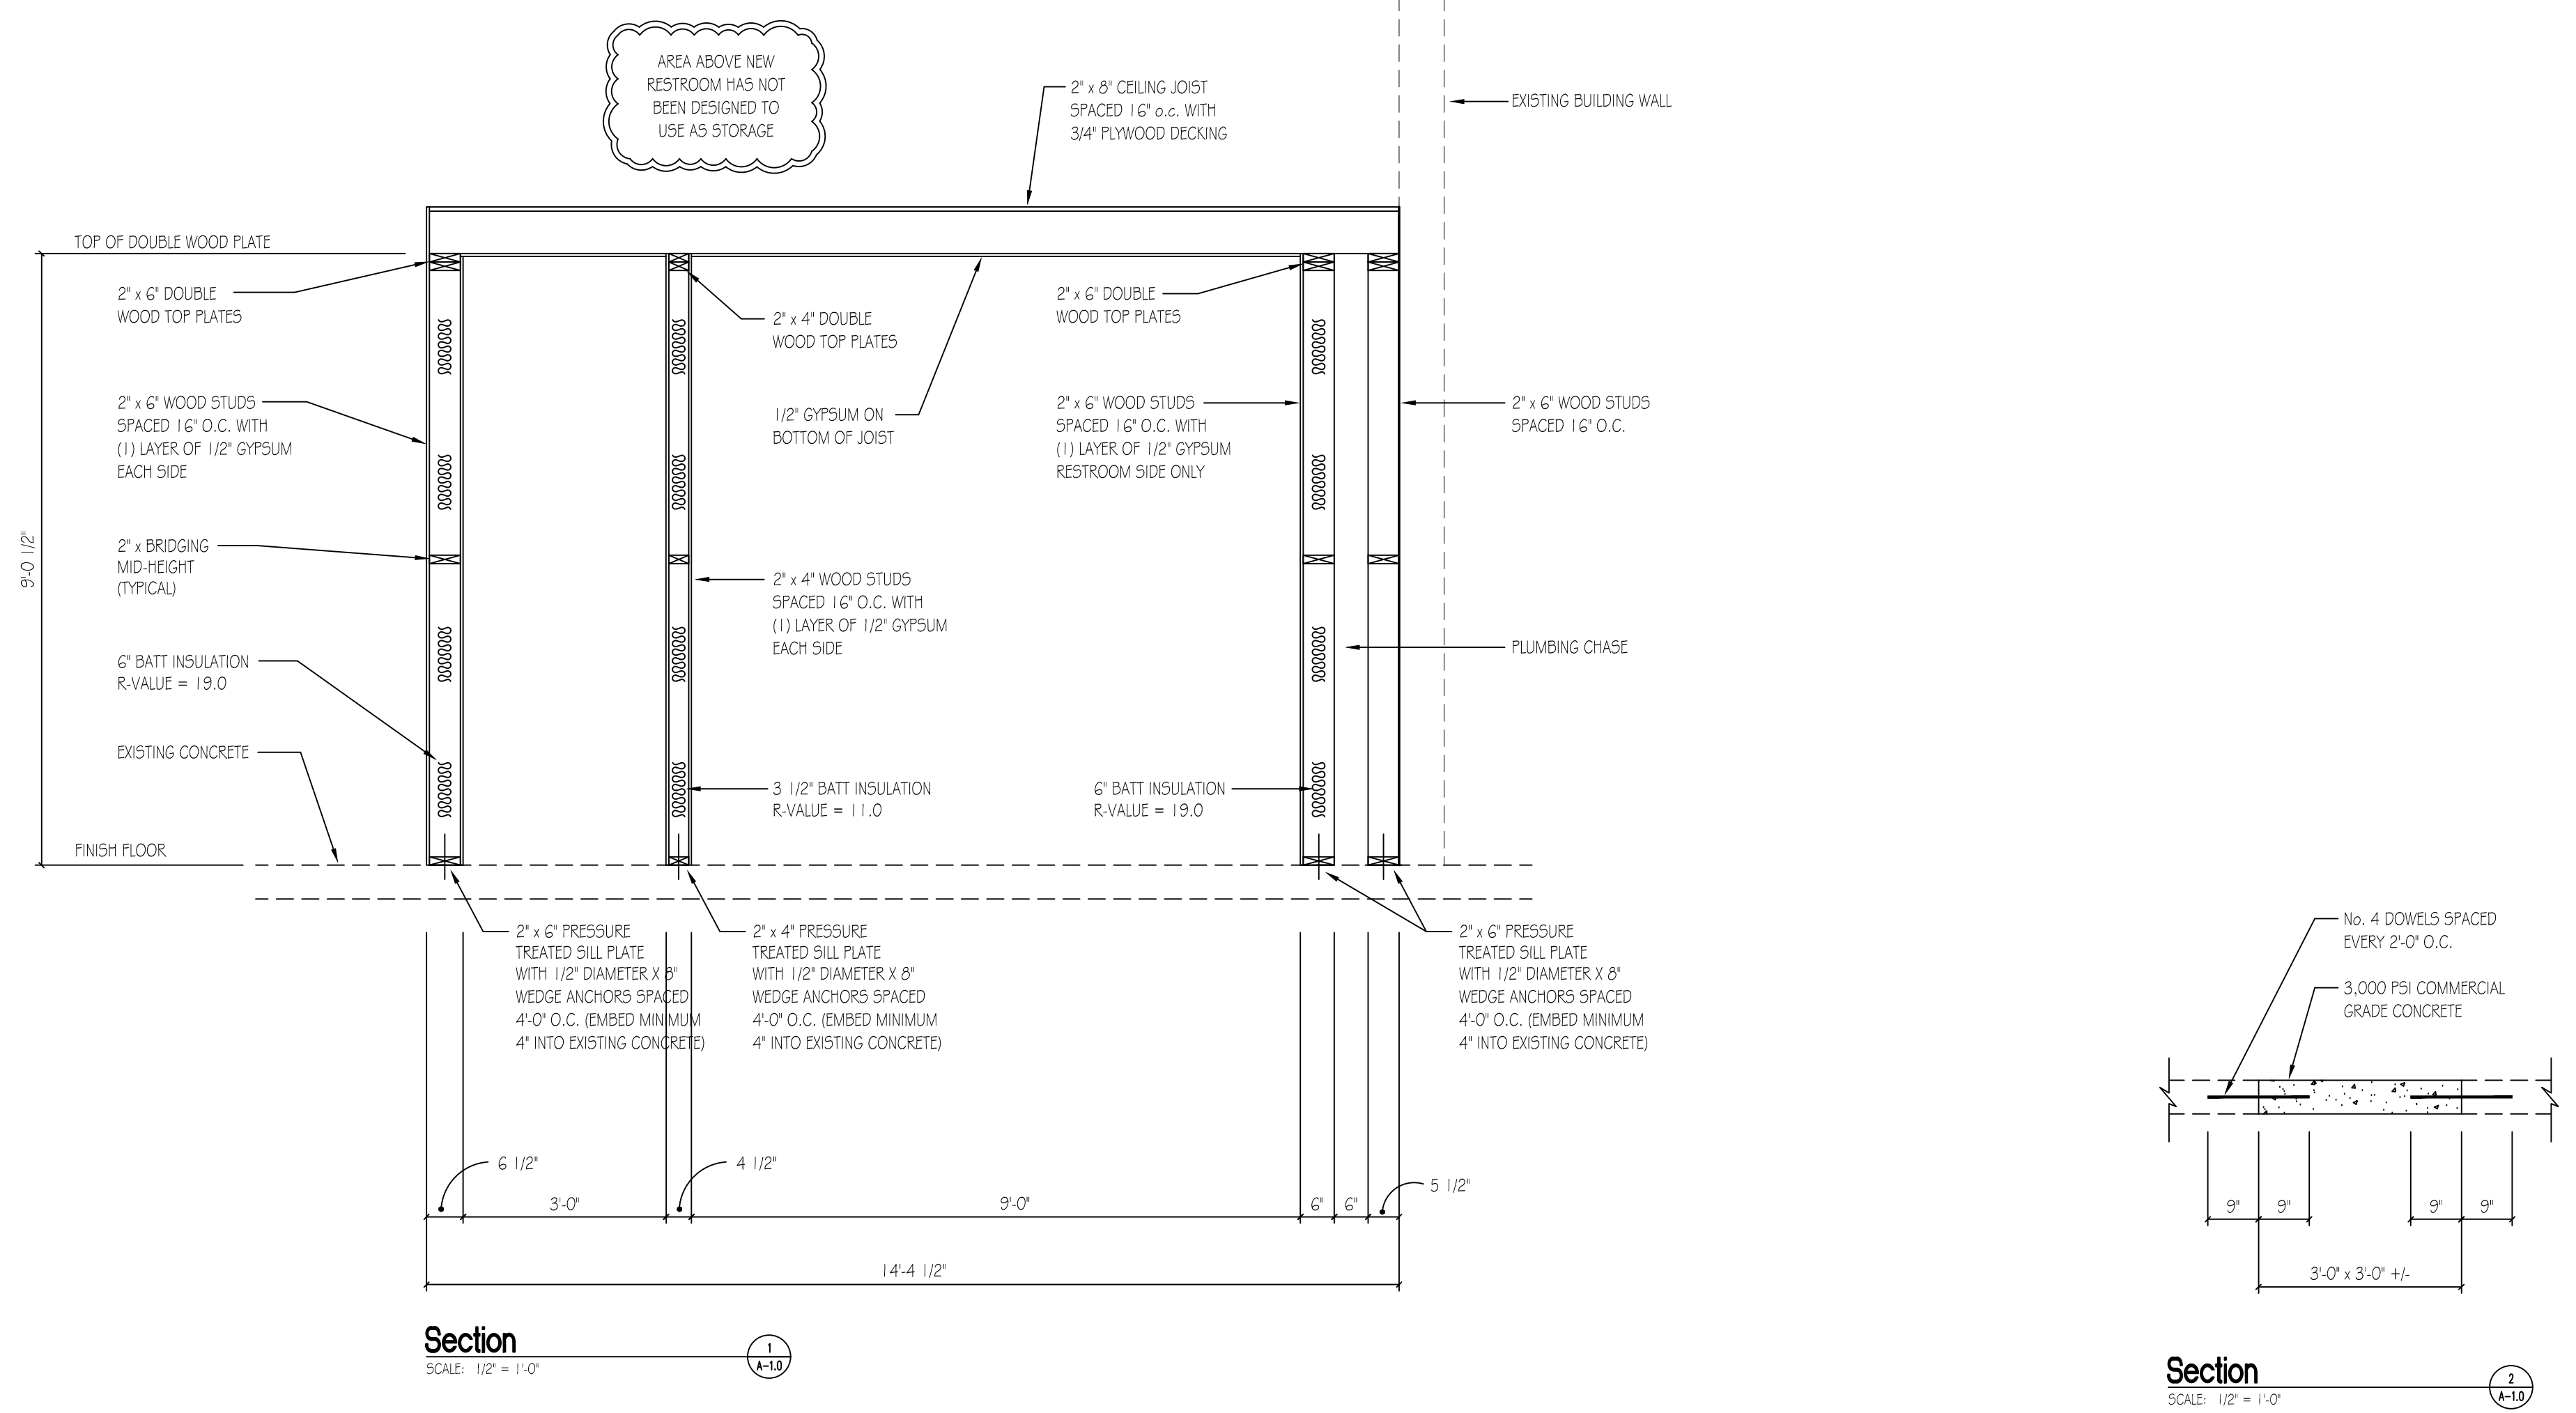 AREA ABOVE NEW
RESTROOM HAS NOT
BEEN DESIGNED TO
USE AS STORAGE
2" x 8" CEILING JOIST
SPACED 16" o.c. WITH
3/4" PLYWOOD DECKING
EXISTING BUILDING WALL
TOP OF DOUBLE WOOD PLATE
2" x 6" DOUBLE
WOOD TOP PLATES
2" x 4" DOUBLE
WOOD TOP PLATES
2" x 6" DOUBLE
WOOD TOP PLATES
2" x 6" WOOD STUDS
SPACED 16" O.C. WITH
(1) LAYER OF 1/2" GYPSUM
EACH SIDE
1/2" GYPSUM ON
BOTTOM OF JOIST
2" x 6" WOOD STUDS
SPACED 16" O.C. WITH
(1) LAYER OF 1/2" GYPSUM
RESTROOM SIDE ONLY
2" x 6" WOOD STUDS
SPACED 16" O.C.
9'-0 1/2"
2" x BRIDGING
MID-HEIGHT
(TYPICAL)
2" x 4" WOOD STUDS
SPACED 16" O.C. WITH
(1) LAYER OF 1/2" GYPSUM
EACH SIDE
PLUMBING CHASE
6" BATT INSULATION
R-VALUE = 19.0
EXISTING CONCRETE
3 1/2" BATT INSULATION
R-VALUE = 11.0
6" BATT INSULATION
R-VALUE = 19.0
FINISH FLOOR
2" x 6" PRESSURE
TREATED SILL PLATE
WITH 1/2" DIAMETER X 8"
WEDGE ANCHORS SPACED
4'-0" O.C. (EMBED MINIMUM
4" INTO EXISTING CONCRETE)
2" x 4" PRESSURE
TREATED SILL PLATE
WITH 1/2" DIAMETER X 8"
WEDGE ANCHORS SPACED
4'-0" O.C. (EMBED MINIMUM
4" INTO EXISTING CONCRETE)
2" x 6" PRESSURE
TREATED SILL PLATE
WITH 1/2" DIAMETER X 8"
WEDGE ANCHORS SPACED
4'-0" O.C. (EMBED MINIMUM
4" INTO EXISTING CONCRETE)
6 1/2"
4 1/2"
5 1/2"
3'-0"
9'-0"
6"
6"
14'-4 1/2"
Section
SCALE: 1/2" = 1'-0"
1
A-1.0
No. 4 DOWELS SPACED
EVERY 2'-0" O.C.
3,000 PSI COMMERCIAL
GRADE CONCRETE
9"
9"
9"
9"
3'-0" x 3'-0" +/-
Section
SCALE: 1/2" = 1'-0"
2
A-1.0